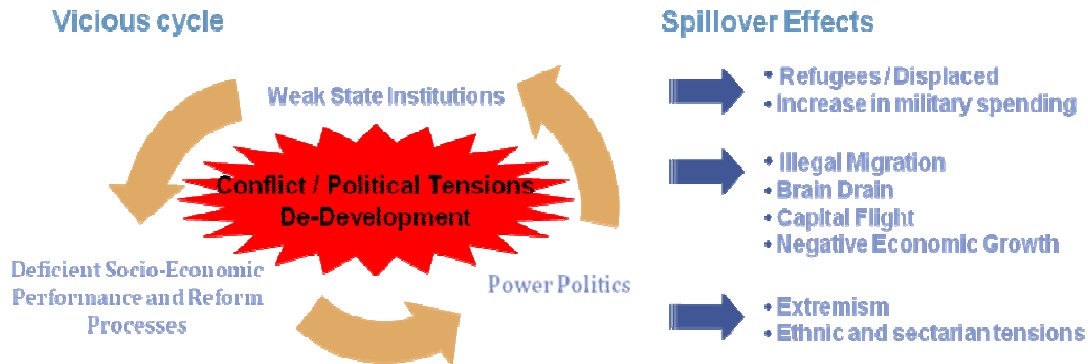 Vicious cycle
Weak State Institutions
Conflict / Political Tensions
De-Development
Deficient Socio-Economic
Performance and Reform
Processes
Power Politics
Spillover Effects
• Refugees / Displaced
• Increase in military spending
• Illegal Migration
• Brain Drain
• Capital Flight
• Negative Economic Growth
• Extremism
• Ethnic and sectarian tensions